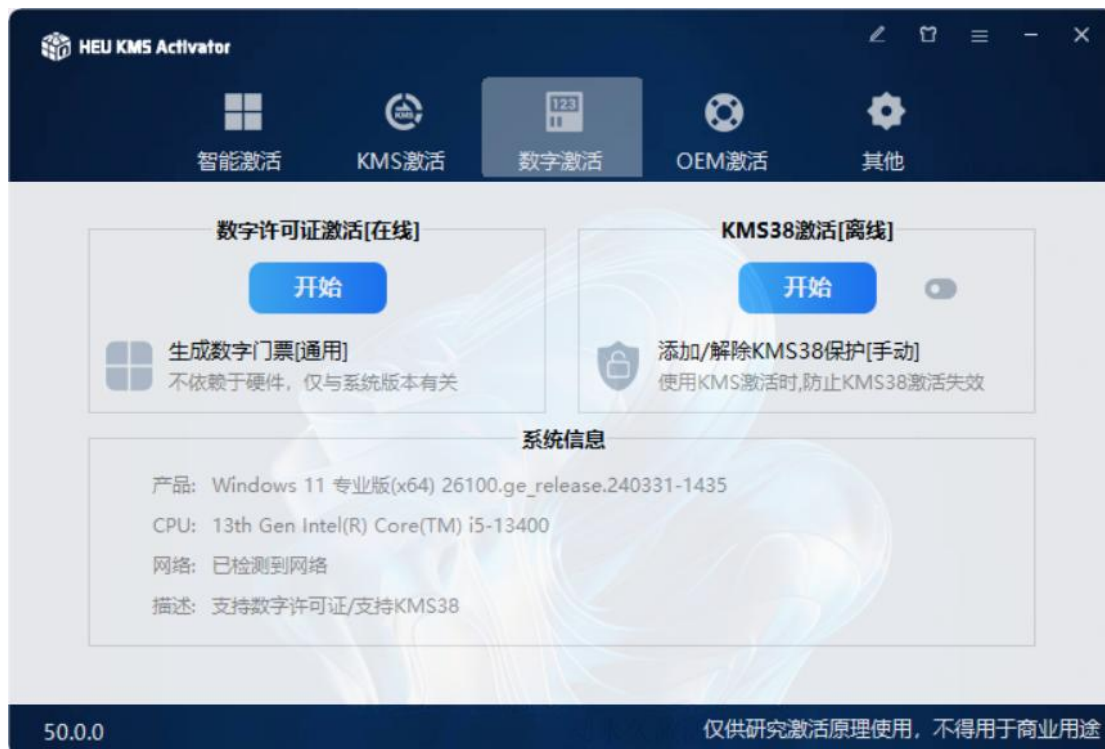 HEU KMS Activator
智能激活
KMS激活
123
数字激活
OEM激活
其他
数字许可证激活[在线]
开始
生成数字门票[通用]
不依赖于硬件，仅与系统版本有关
KMS38激活[离线]
开始
添加/解除KMS38保护[手动]
使用KMS激活时,防止KMS38激活失效
系统信息
产品: Windows 11 专业版(x64) 26100.ge_release.240331-1435
CPU: 13th Gen Intel(R) Core(TM) i5-13400
网络: 已检测到网络
描述: 支持数字许可证/支持KMS38
50.0.0
仅供研究激活原理使用，不得用于商业用途